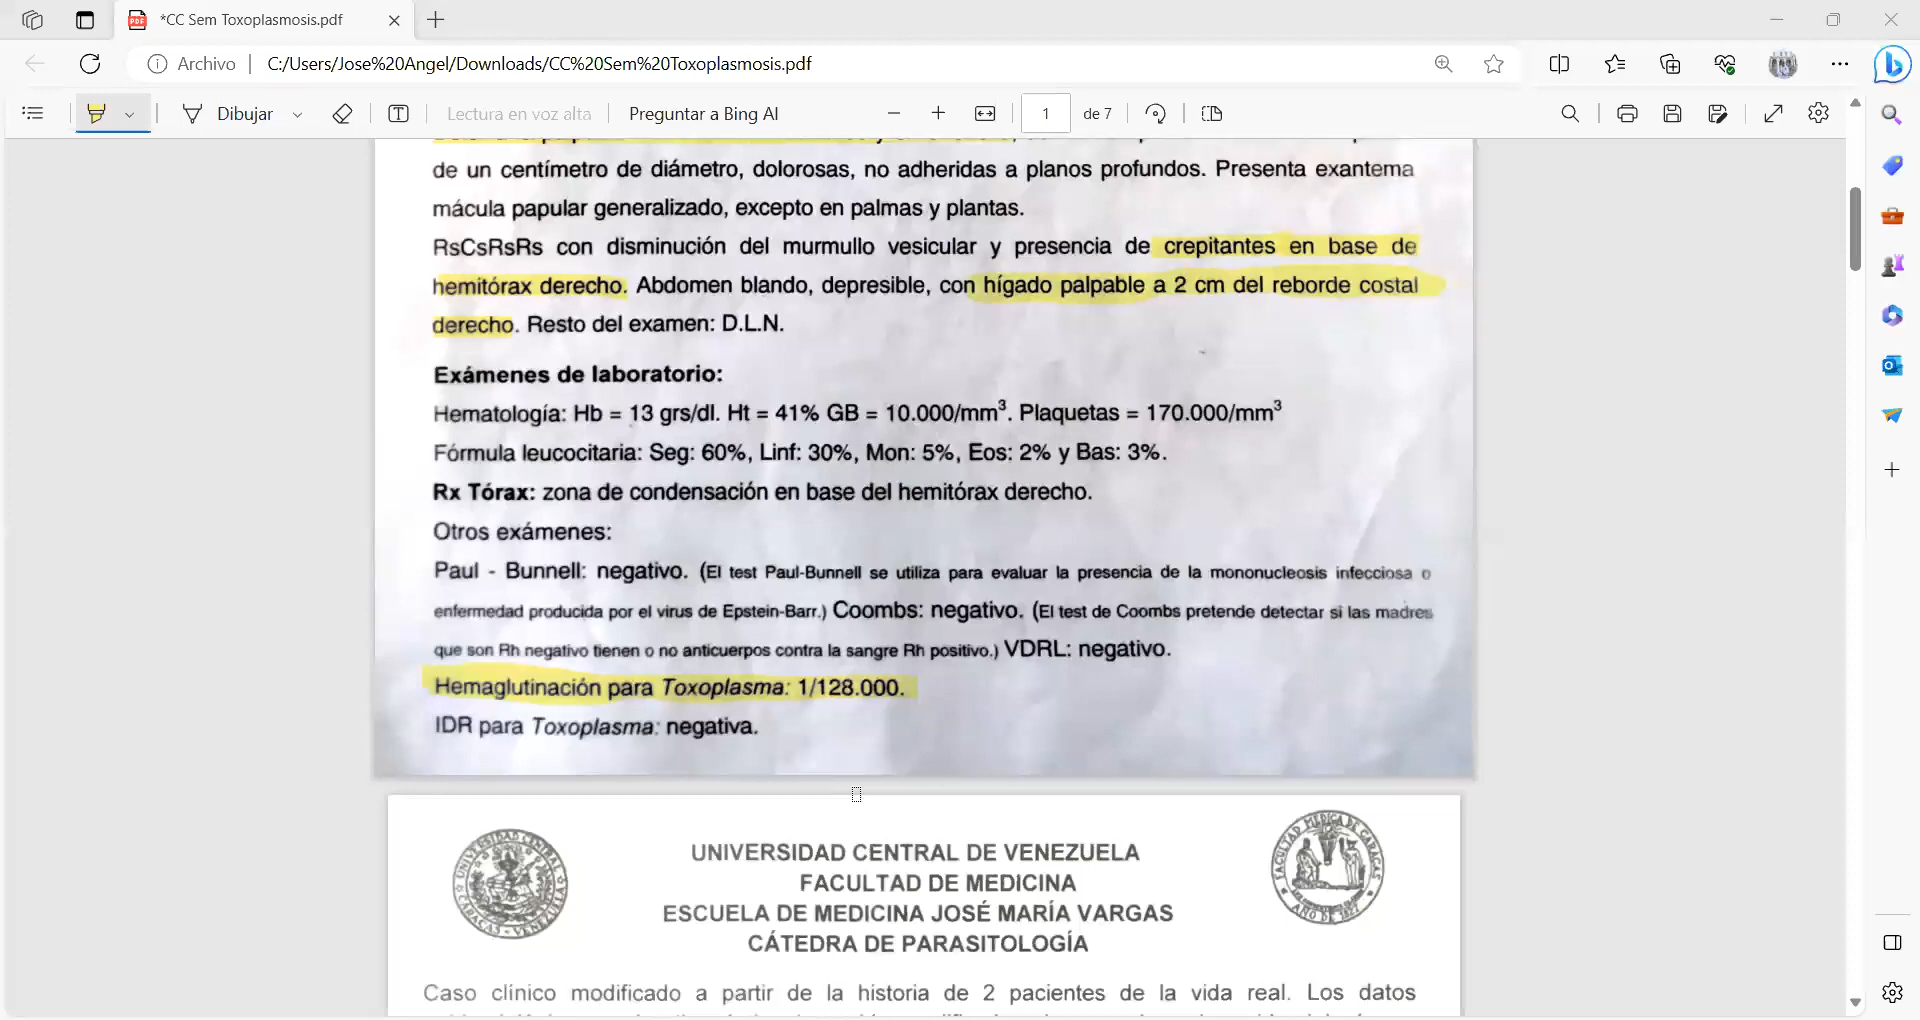 *CC Sem Toxoplasmosis.pdf
Archivo
C:/Users/Jose%20Angel/Downloads/CC%20Sem%20Toxoplasmosis.pdf
Dibujar
Lectura en voz alta
Preguntar a Bing AI
1 de 7
de un centímetro de diámetro, dolorosas, no adheridas a planos profundos. Presenta exantema
mácula papular generalizado, excepto en palmas y plantas.
RsCsRsRs con disminución del murmullo vesicular y presencia de crepitantes en base de
hemitórax derecho. Abdomen blando, depresible, con hígado palpable a 2 cm del reborde costal
derecho. Resto del examen: D.L.N.
Exámenes de laboratorio:
Hematología: Hb = 13 grs/dl. Ht = 41% GB = 10.000/mm³. Plaquetas = 170.000/mm³
Fórmula leucocitaria: Seg: 60%, Linf: 30%, Mon: 5%, Eos: 2% y Bas: 3%.
Rx Tórax: zona de condensación en base del hemitórax derecho.
Otros exámenes:
Paul - Bunnell: negativo. (El test Paul-Bunnell se utiliza para evaluar la presencia de la mononucleosis infecciosa o
enfermedad producida por el virus de Epstein-Barr.) Coombs: negativo. (El test de Coombs pretende detectar si las madres
que son Rh negativo tienen o no anticuerpos contra la sangre Rh positivo.) VDRL: negativo.
Hemaglutinación para Toxoplasma: 1/128.000.
IDR para Toxoplasma: negativa.
UNIVERSIDAD CENTRAL DE VENEZUELA
FACULTAD DE MEDICINA
ESCUELA DE MEDICINA JOSÉ MARÍA VARGAS
CÁTEDRA DE PARASITOLOGÍA
Caso clínico modificado a partir de la historia de 2 pacientes de la vida real. Los datos